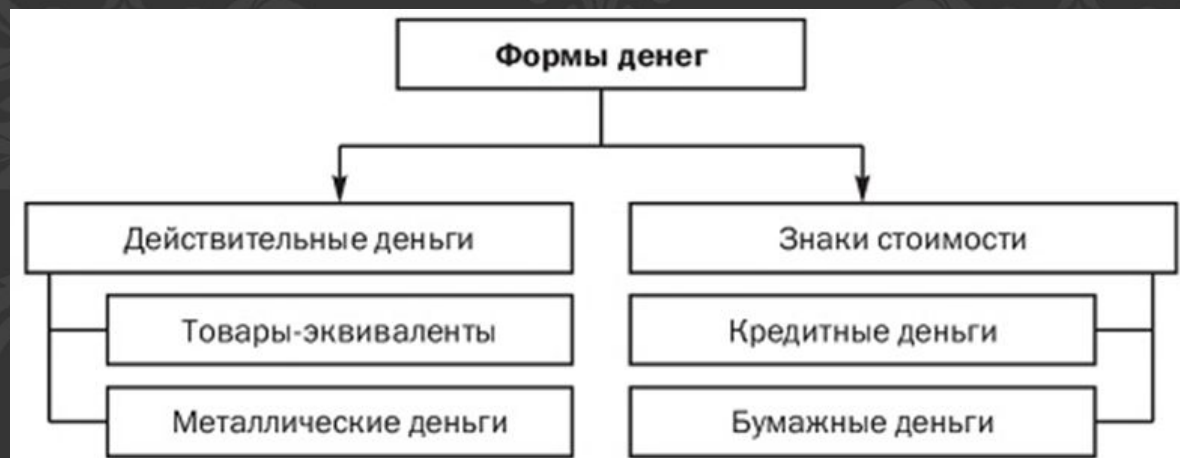 Формы денег
Действительные деньги
Товары-эквиваленты
Металлические деньги
Знаки стоимости
Кредитные деньги
Бумажные деньги